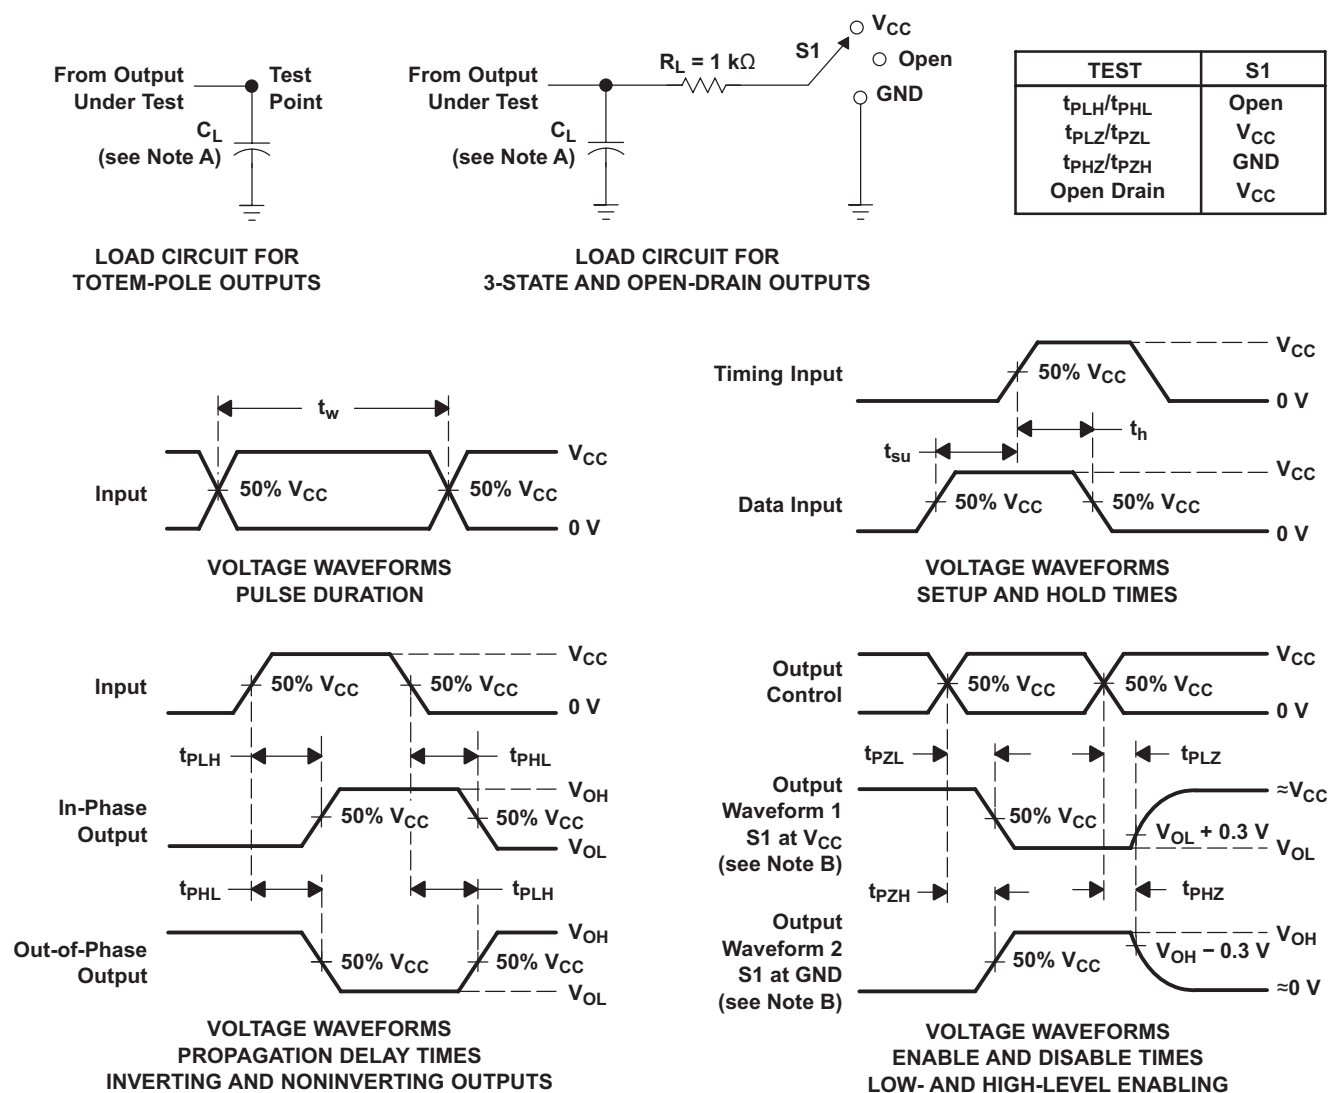 From Output
Under Test
Test
Point
CL
(see Note A)
LOAD CIRCUIT FOR
TOTEM-POLE OUTPUTS
From Output
Under Test
RL = 1 kΩ
S1
VCC
Open
GND
CL
(see Note A)
LOAD CIRCUIT FOR
3-STATE AND OPEN-DRAIN OUTPUTS
TEST S1
tPLH/tPHL Open
tPLZ/tPZL VCC
tPHZ/tPZH GND
Open Drain VCC
tw
Input
50% VCC
50% VCC
VCC
0 V
VOLTAGE WAVEFORMS
PULSE DURATION
Timing Input
50% VCC
VCC
0 V
th
tsu
Data Input
50% VCC
50% VCC
VCC
0 V
VOLTAGE WAVEFORMS
SETUP AND HOLD TIMES
Input
50% VCC
50% VCC
VCC
0 V
tPLH
tPHL
In-Phase
Output
50% VCC
50% VCC
VOH
VOL
tPHL
tPLH
Out-of-Phase
Output
50% VCC
50% VCC
VOH
VOL
VOLTAGE WAVEFORMS
PROPAGATION DELAY TIMES
INVERTING AND NONINVERTING OUTPUTS
Output
Control
50% VCC
50% VCC
VCC
0 V
tPZL
tPLZ
Output
Waveform 1
S1 at VCC
(see Note B)
50% VCC
VOL + 0.3 V
≈VCC
VOL
tPZH
tPHZ
Output
Waveform 2
S1 at GND
(see Note B)
50% VCC
VOH − 0.3 V
VOH
≈0 V
VOLTAGE WAVEFORMS
ENABLE AND DISABLE TIMES
LOW- AND HIGH-LEVEL ENABLING